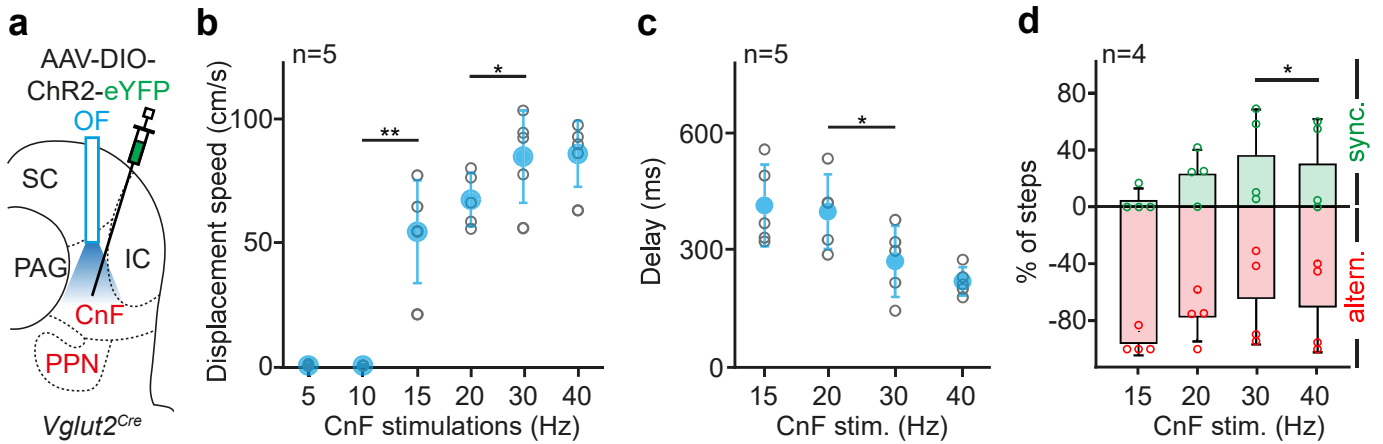 a
AAV-DIO-
ChR2-eYFP
OF
SC
PAG
IC
CnF
PPN
Vglut2Cre
b
n=5
Displacement speed (cm/s)
100
50
0
**
*
5 10 15 20 30 40
CnF stimulations (Hz)
c
n=5
Delay (ms)
600
300
0
*
15 20 30 40
CnF stim. (Hz)
d
n=4
% of steps
80
40
0
-40
-80
*
sync.
altern.
15 20 30 40
CnF stim. (Hz)